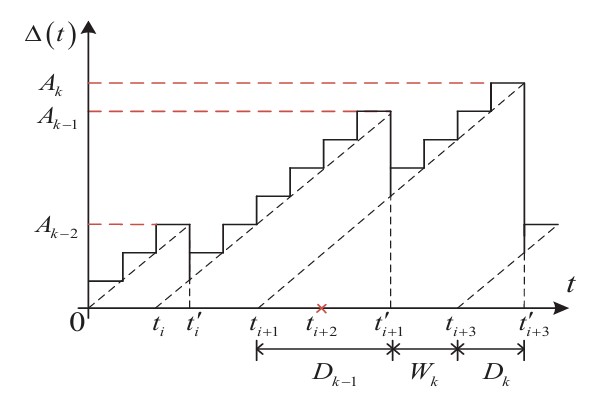 Δ(t)
A_k
A_{k-1}
A_{k-2}
t
0 t_i t'_i t_{i+1} t_{i+2} t'_{i+1} t_{i+3} t'_{i+3}
D_{k-1} W_k D_k